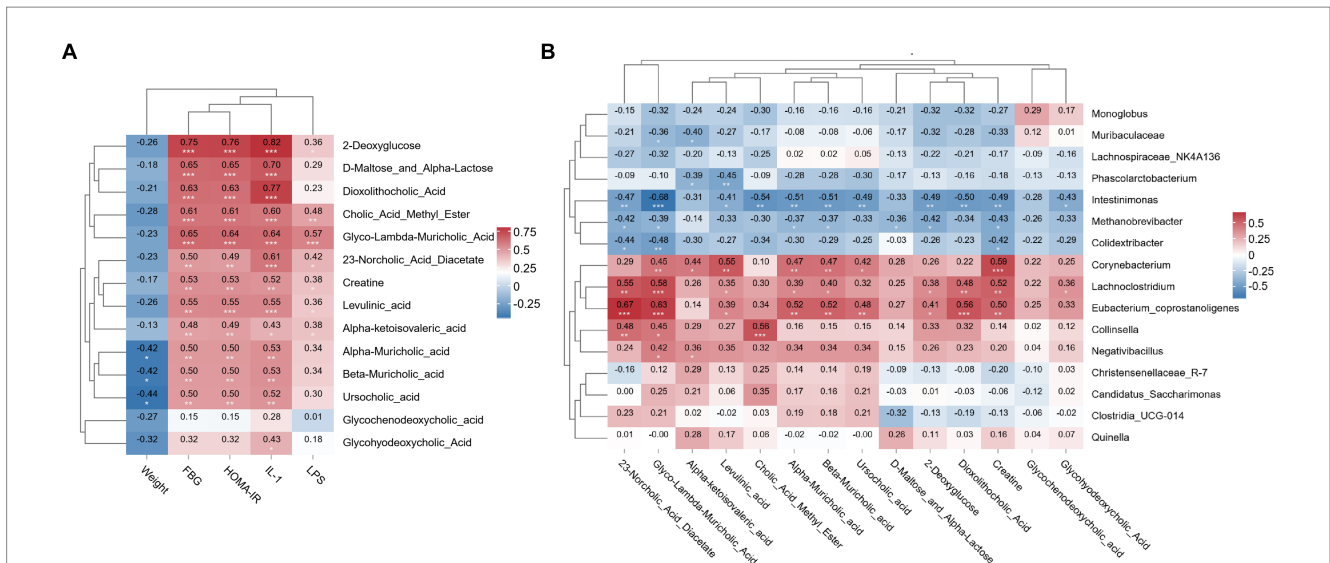 A
-0.26 0.75 0.76 0.82 0.36 2-Deoxyglucose
*** *** ***
-0.18 0.65 0.65 0.70 0.29 D-Maltose_and_Alpha-Lactose
*** *** ***
-0.21 0.63 0.63 0.77 0.23 Dioxolithocholic_Acid
*** *** ***
-0.28 0.61 0.61 0.60 0.48 Cholic_Acid_Methyl_Ester
*** *** *** **
-0.23 0.65 0.64 0.64 0.57 Glyco-Lambda-Muricholic_Acid
*** *** *** ***
-0.23 0.50 0.49 0.61 0.42 23-Norcholic_Acid_Diacetate
** ** *** *
-0.17 0.53 0.53 0.52 0.38 Creatine
** ** ** *
-0.26 0.55 0.55 0.55 0.36 Levulinic_acid
** *** *** *
-0.13 0.48 0.49 0.43 0.38 Alpha-ketoisovaleric_acid
** ** * *
-0.42 0.50 0.50 0.53 0.34 Alpha-Muricholic_acid
* ** ** **
-0.42 0.50 0.50 0.53 0.34 Beta-Muricholic_acid
* ** ** **
-0.44 0.50 0.50 0.52 0.30 Ursocholic_acid
* ** ** **
-0.27 0.15 0.15 0.28 0.01 Glycochenodeoxycholic_acid
-0.32 0.32 0.32 0.43 0.18 Glycohyodeoxycholic_Acid
*
Weight FBG HOMA-IR IL-1 LPS
0.75
0.50
0.25
0
-0.25
B
-0.15 -0.32 -0.24 -0.24 -0.30 -0.16 -0.16 -0.16 -0.21 -0.32 -0.32 -0.27 0.29 0.17 Monoglobus
-0.21 -0.36 -0.40 -0.27 -0.17 -0.08 -0.08 -0.06 -0.17 -0.32 -0.28 -0.33 0.12 0.01 Muribaculaceae
* *
-0.27 -0.32 -0.20 -0.13 -0.25 0.02 0.02 0.05 -0.13 -0.22 -0.21 -0.17 -0.09 -0.16 Lachnospiraceae_NK4A136
-0.09 -0.10 -0.39 -0.45 -0.09 -0.28 -0.28 -0.30 -0.17 -0.13 -0.16 -0.18 -0.13 -0.13 Phascolarctobacterium
* **
-0.47 -0.68 -0.31 -0.41 -0.54 -0.51 -0.51 -0.49 -0.33 -0.49 -0.50 -0.49 -0.28 -0.43 Intestinimonas
** *** * ** ** ** ** ** ** ** *
-0.42 -0.39 -0.14 -0.33 -0.30 -0.37 -0.37 -0.33 -0.36 -0.42 -0.34 -0.43 -0.26 -0.33 Methanobrevibacter
* * * * * * * *
-0.44 -0.48 -0.30 -0.27 -0.34 -0.30 -0.29 -0.25 -0.03 -0.26 -0.23 -0.42 -0.22 -0.29 Colidextribacter
** ** *
0.29 0.45 0.44 0.55 0.10 0.47 0.47 0.42 0.28 0.26 0.22 0.59 0.22 0.25 Corynebacterium
** * ** ** ** * ***
0.55 0.58 0.26 0.35 0.30 0.39 0.40 0.32 0.25 0.38 0.48 0.52 0.22 0.36 Lachnoclostridium
** *** * * * * ** ** *
0.67 0.63 0.14 0.39 0.34 0.52 0.52 0.48 0.27 0.41 0.56 0.50 0.25 0.33 Eubacterium_coprostanoligenes
*** *** * ** ** ** * *** **
0.48 0.45 0.29 0.27 0.56 0.16 0.15 0.15 0.14 0.33 0.32 0.14 0.02 0.12 Collinsella
** * ***
0.24 0.42 0.36 0.35 0.32 0.34 0.34 0.34 0.15 0.26 0.23 0.20 0.04 0.16 Negativibacillus
* *
-0.16 0.12 0.29 0.13 0.25 0.14 0.14 0.19 -0.09 -0.13 -0.08 -0.20 -0.10 0.03 Christensenellaceae_R-7
0.00 0.25 0.21 0.06 0.35 0.17 0.16 0.21 -0.03 0.01 -0.03 -0.06 -0.12 0.02 Candidatus_Saccharimonas
0.23 0.21 0.02 -0.02 0.03 0.19 0.18 0.21 -0.32 -0.13 -0.19 -0.13 -0.06 -0.02 Clostridia_UCG-014
0.01 -0.00 0.28 0.17 0.06 -0.02 -0.02 -0.00 0.26 0.11 0.03 0.16 0.04 0.07 Quinella
23-Norcholic_Acid_Diacetate
Glyco-Lambda-Muricholic_Acid
Alpha-ketoisovaleric_acid
Levulinic_acid
Cholic_Acid_Methyl_Ester
Alpha-Muricholic_acid
Beta-Muricholic_acid
Ursocholic_acid
D-Maltose_and_Alpha-Lactose
2-Deoxyglucose
Dioxolithocholic_Acid
Creatine
Glycochenodeoxycholic_acid
Glycohyodeoxycholic_Acid
0.5
0.25
0
-0.25
-0.5